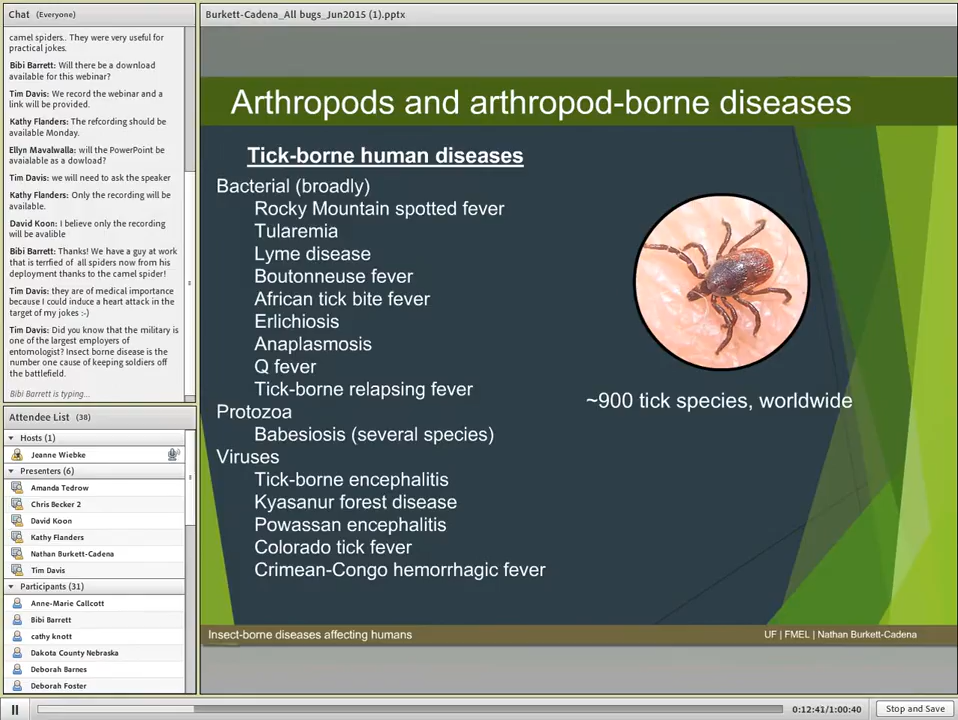 Chat (Everyone)
camel spiders.. They were very useful for
practical jokes.
Bibi Barrett: Will there be a download
available for this webinar?
Tim Davis: We record the webinar and a
link will be provided.
Kathy Flanders: The refcording should be
available Monday.
Ellyn Mavalwalla: will the PowerPoint be
avaialable as a dowload?
Tim Davis: we will need to ask the speaker
Kathy Flanders: Only the recording will be
available.
David Koon: I believe only the recording
will be avalible
Bibi Barrett: Thanks! We have a guy at work
that is terrfied of all spiders now from his
deployment thanks to the camel spider!
Tim Davis: they are of medical importance
because I could induce a heart attack in the
target of my jokes :-)
Tim Davis: Did you know that the military is
one of the largest employers of
entomologist? Insect borne disease is the
number one cause of keeping soldiers off
the battlefield.
Bibi Barrett is typing...
Attendee List (38)
Hosts (1)
Jeanne Wiebke
Presenters (6)
Amanda Tedrow
Chris Becker 2
David Koon
Kathy Flanders
Nathan Burkett-Cadena
Tim Davis
Participants (31)
Anne-Marie Callcott
Bibi Barrett
cathy knott
Dakota County Nebraska
Deborah Barnes
Deborah Foster
Burkett-Cadena_All bugs_Jun2015 (1).pptx
Arthropods and arthropod-borne diseases
Tick-borne human diseases
Bacterial (broadly)
Rocky Mountain spotted fever
Tularemia
Lyme disease
Boutonneuse fever
African tick bite fever
Erlichiosis
Anaplasmosis
Q fever
Tick-borne relapsing fever
Protozoa
Babesiosis (several species)
Viruses
Tick-borne encephalitis
Kyasanur forest disease
Powassan encephalitis
Colorado tick fever
Crimean-Congo hemorrhagic fever
~900 tick species, worldwide
Insect-borne diseases affecting humans
UF | FMEL | Nathan Burkett-Cadena
0:12:41/1:00:40
Stop and Save